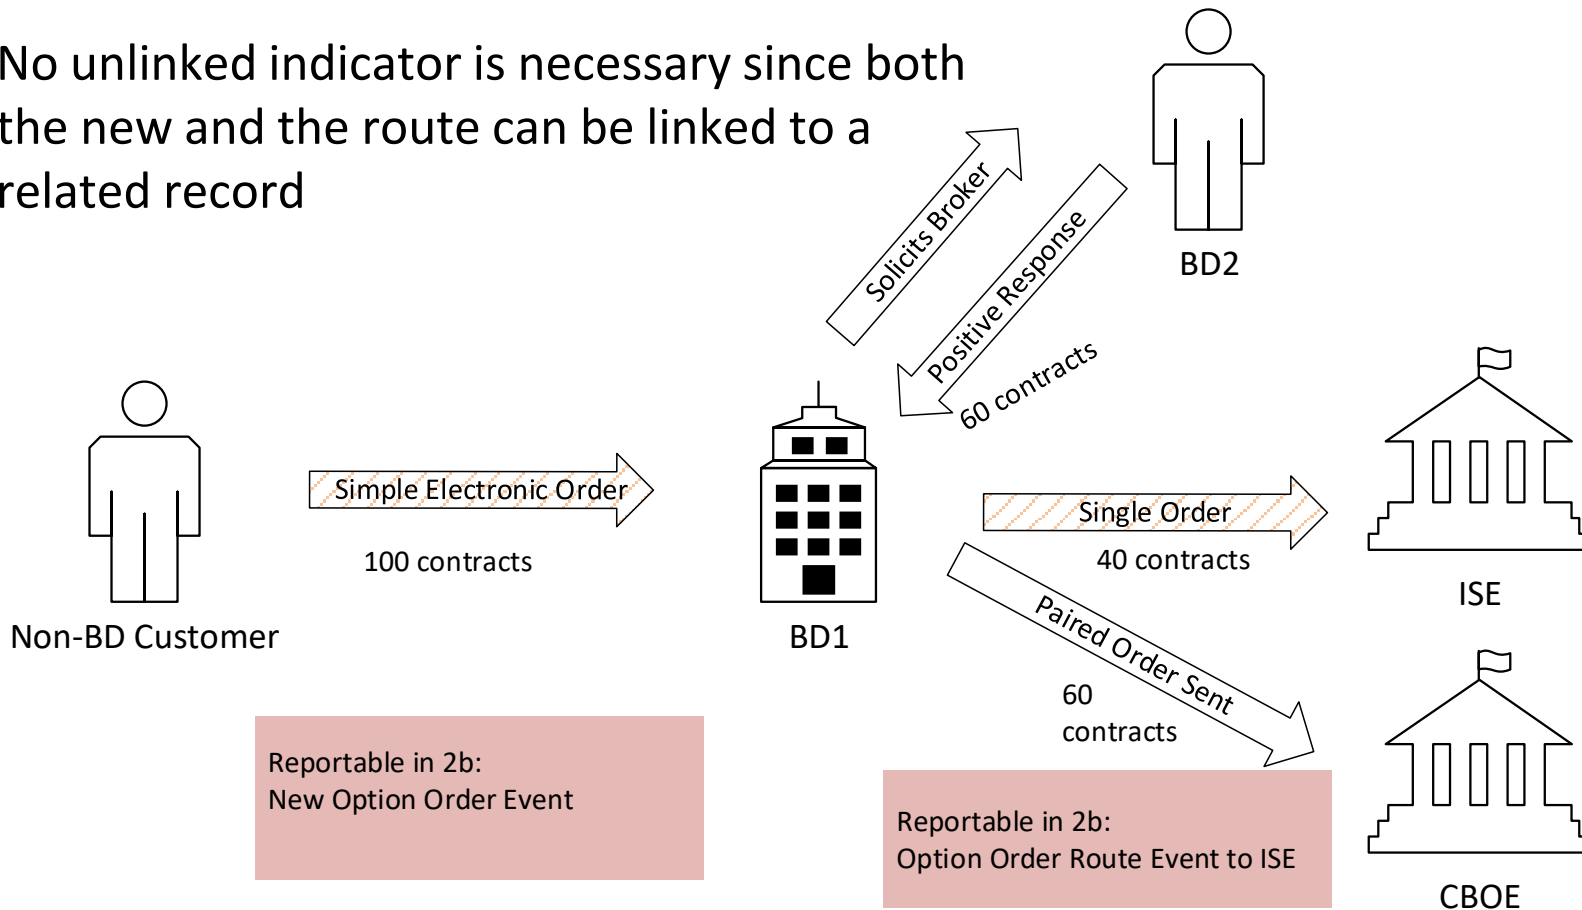 No unlinked indicator is necessary since both
the new and the route can be linked to a
related record
Solicits Broker
Positive Response
60 contracts
BD2
Simple Electronic Order
100 contracts
Non-BD Customer
BD1
Single Order
40 contracts
ISE
Paired Order Sent
60
contracts
CBOE
Reportable in 2b:
New Option Order Event
Reportable in 2b:
Option Order Route Event to ISE